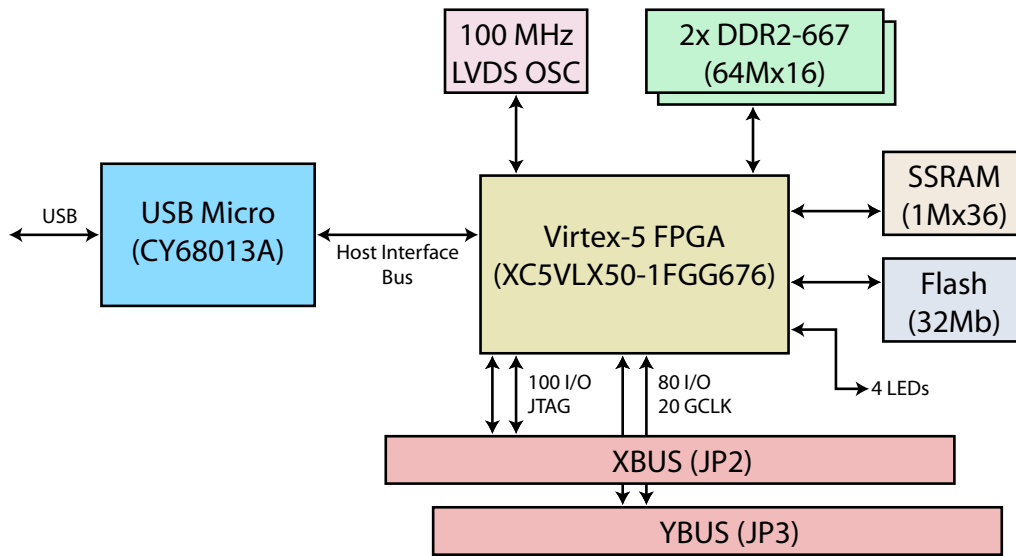 100 MHz
LVDS OSC
2x DDR2-667
(64Mx16)
USB
USB Micro
(CY68013A)
Host Interface
Bus
Virtex-5 FPGA
(XC5VLX50-1FGG676)
SSRAM
(1Mx36)
Flash
(32Mb)
4 LEDs
100 I/O
JTAG
80 I/O
20 GCLK
XBUS (JP2)
YBUS (JP3)